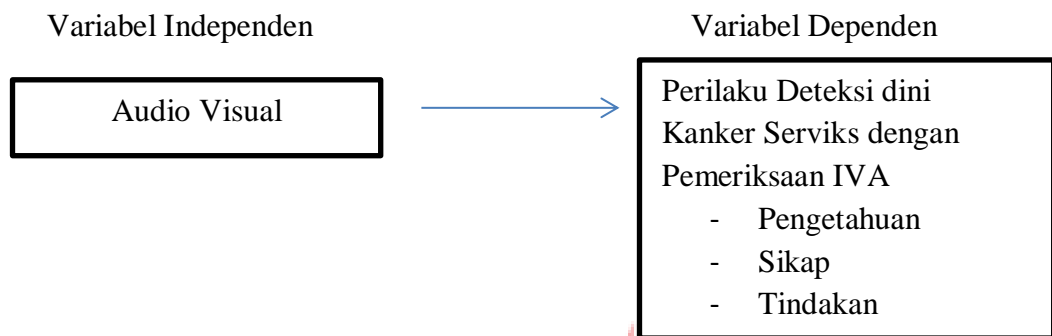 Variabel Independen
Variabel Dependen
Audio Visual
Perilaku Deteksi dini
Kanker Serviks dengan
Pemeriksaan IVA
- Pengetahuan
- Sikap
- Tindakan